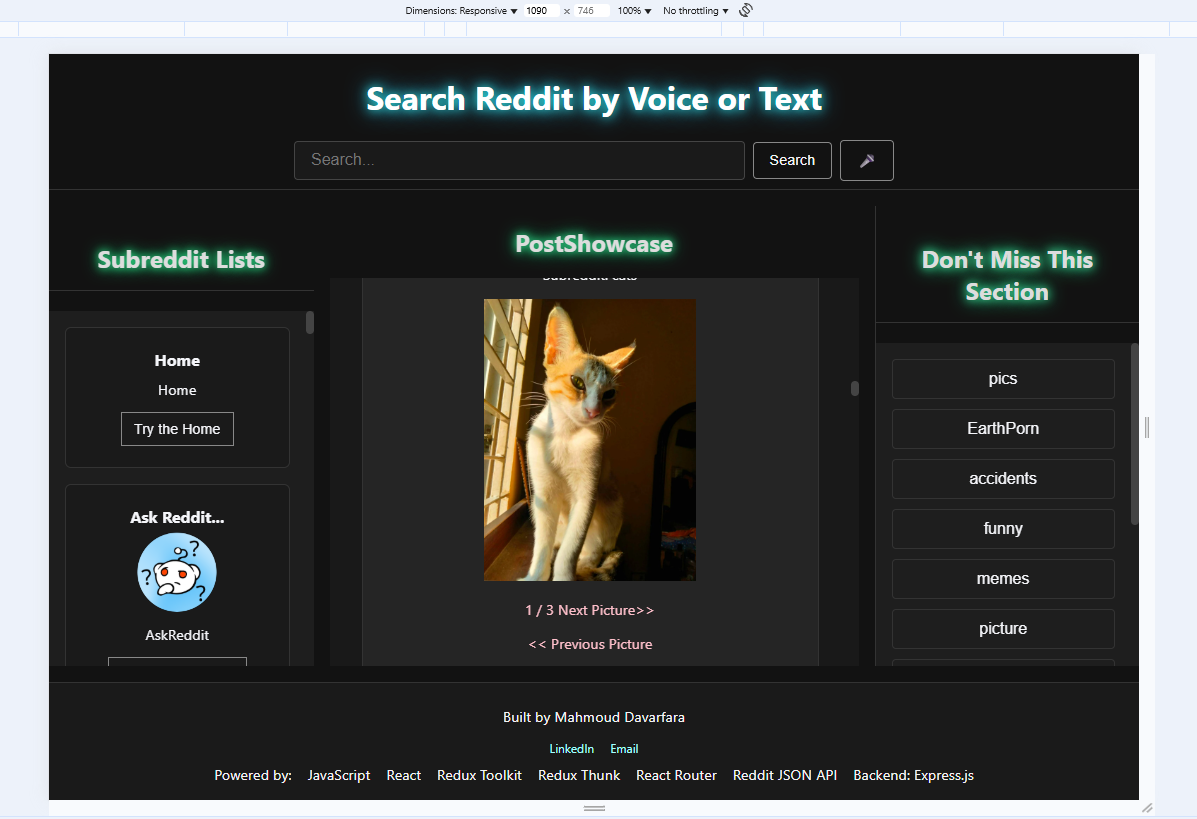 Dimensions: Responsive ▼ 1090 × 746 100% ▼ No throttling ▼
Search Reddit by Voice or Text
Search...
Search
Subreddit Lists
Home
Home
Try the Home
Ask Reddit...
AskReddit
PostShowcase
Subreddit: cats
1 / 3 Next Picture>>
<< Previous Picture
Don't Miss This
Section
pics
EarthPorn
accidents
funny
memes
picture
Built by Mahmoud Davarfara
LinkedIn Email
Powered by: JavaScript React Redux Toolkit Redux Thunk React Router Reddit JSON API Backend: Express.js